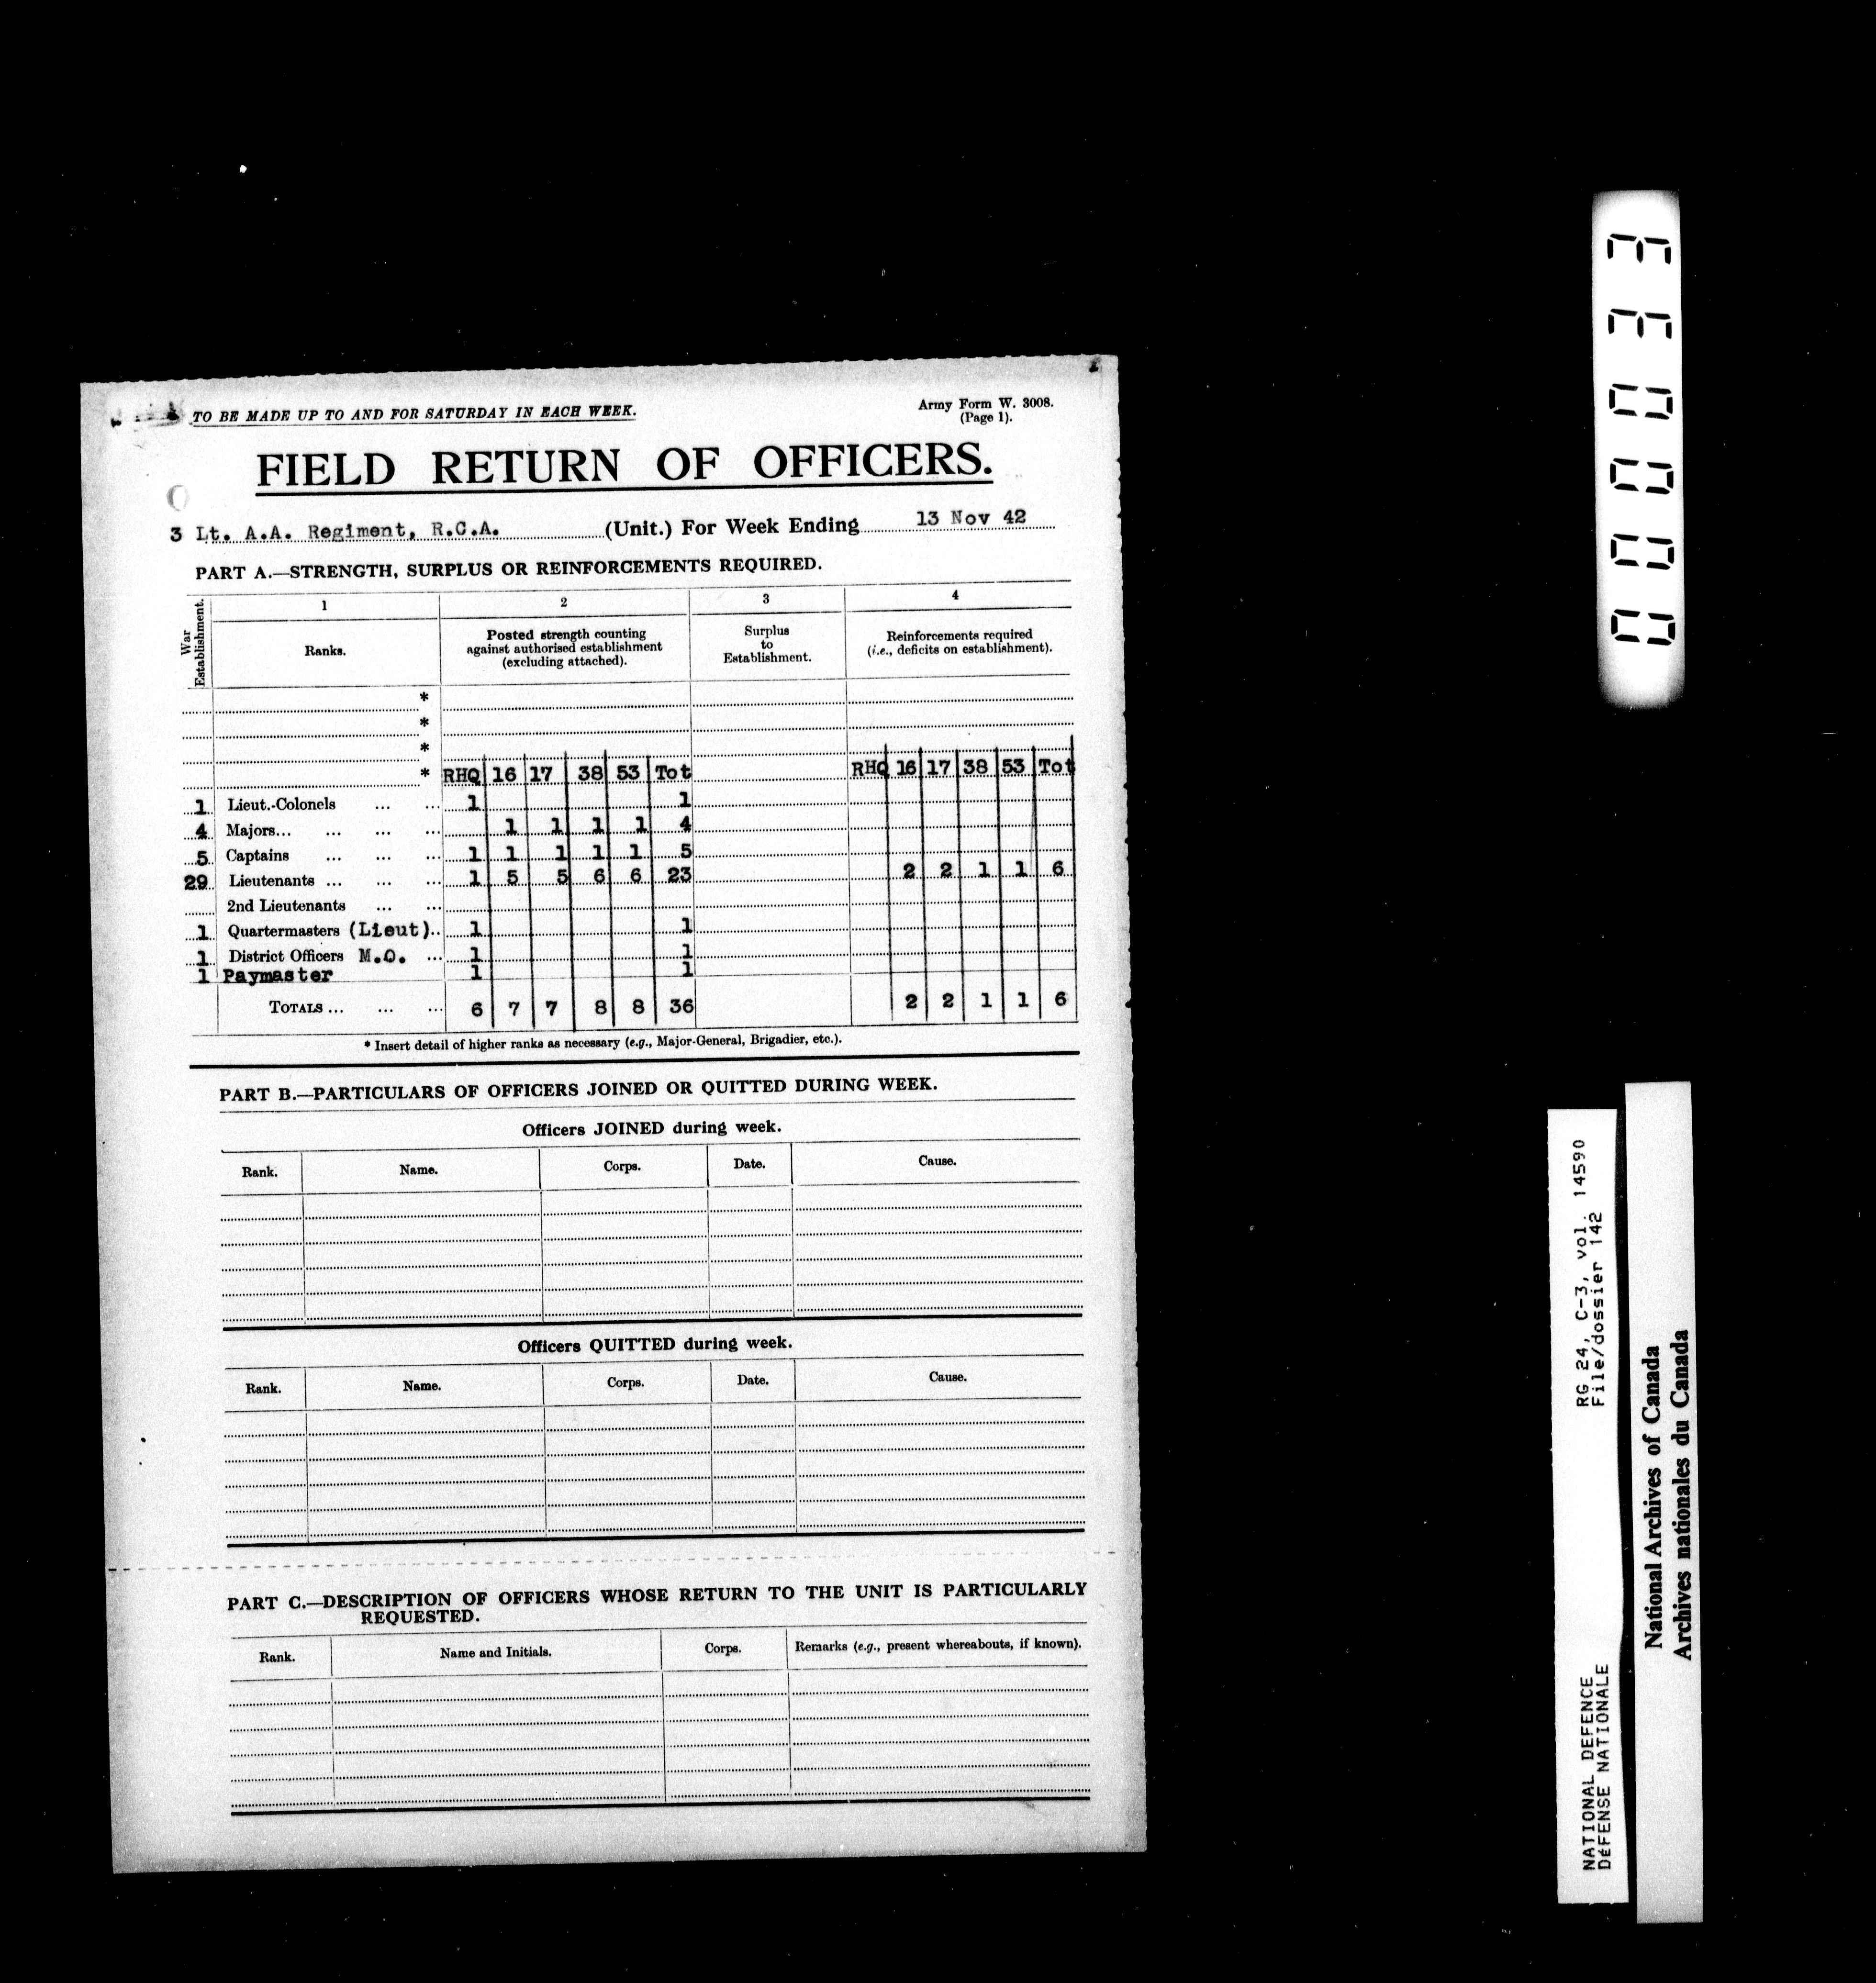 TO BE MADE UP TO AND FOR SATURDAY IN EACH WEEK.
Army Form W. 3008.
(Page 1).
FIELD RETURN OF OFFICERS.
3 Lt. A.A. Regiment, R.C.A. (Unit.) For Week Ending 13 Nov 42
PART A.—STRENGTH, SURPLUS OR REINFORCEMENTS REQUIRED.
War Establishment.
1 2 3 4
Ranks.
Posted strength counting
against authorised establishment
(excluding attached).
Surplus
to
Establishment.
Reinforcements required
(i.e., deficits on establishment).
*
*
*
* RHQ 16 17 38 53 Tot RHQ 16 17 38 53 Tot
1 Lieut.-Colonels ... ... 1 1
4 Majors... ... ... ... 1 1 1 1 4
5 Captains ... ... ... 1 1 1 1 1 5
29 Lieutenants ... ... ... 1 5 5 6 6 23 2 2 1 1 6
2nd Lieutenants ... ...
1 Quartermasters (Lieut).. 1 1
1 District Officers M.O. ... 1 1
1 Paymaster 1 1
TOTALS ... ... ... 6 7 7 8 8 36 2 2 1 1 6
* Insert detail of higher ranks as necessary (e.g., Major-General, Brigadier, etc.).
PART B.—PARTICULARS OF OFFICERS JOINED OR QUITTED DURING WEEK.
Officers JOINED during week.
Rank. Name. Corps. Date. Cause.
Officers QUITTED during week.
Rank. Name. Corps. Date. Cause.
PART C.—DESCRIPTION OF OFFICERS WHOSE RETURN TO THE UNIT IS PARTICULARLY
REQUESTED.
Rank. Name and Initials. Corps. Remarks (e.g., present whereabouts, if known).
000033
NATIONAL DEFENCE RG 24, C-3, vol. 14590
DÉFENSE NATIONALE File/dossier 142
National Archives of Canada
Archives nationales du Canada